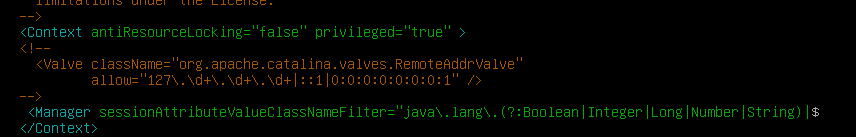 limitations under the License.
-->
<Context antiResourceLocking="false" privileged="true" >
<!--
<Valve className="org.apache.catalina.valves.RemoteAddrValve"
allow="127\.\d+\.\d+\.\d+|::1|0:0:0:0:0:0:0:1" />
-->
<Manager sessionAttributeValueClassNameFilter="java\.lang\.(?:Boolean|Integer|Long|Number|String)|$
</Context>